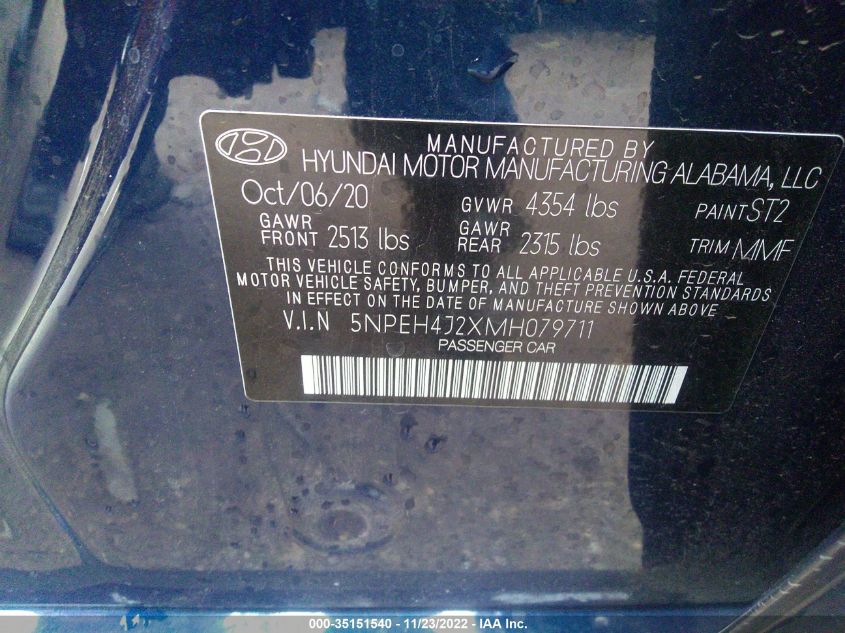 MANUFACTURED BY
HYUNDAI MOTOR MANUFACTURING ALABAMA, LLC
Oct/06/20 GVWR 4354 lbs PAINT ST2
GAWR FRONT 2513 lbs GAWR REAR 2315 lbs TRIM MMF
THIS VEHICLE CONFORMS TO ALL APPLICABLE U.S.A. FEDERAL
MOTOR VEHICLE SAFETY, BUMPER, AND THEFT PREVENTION STANDARDS
IN EFFECT ON THE DATE OF MANUFACTURE SHOWN ABOVE
V.I.N 5NPEH4J2XMH079711
PASSENGER CAR
000-35151540 - 11/23/2022 - IAA Inc.